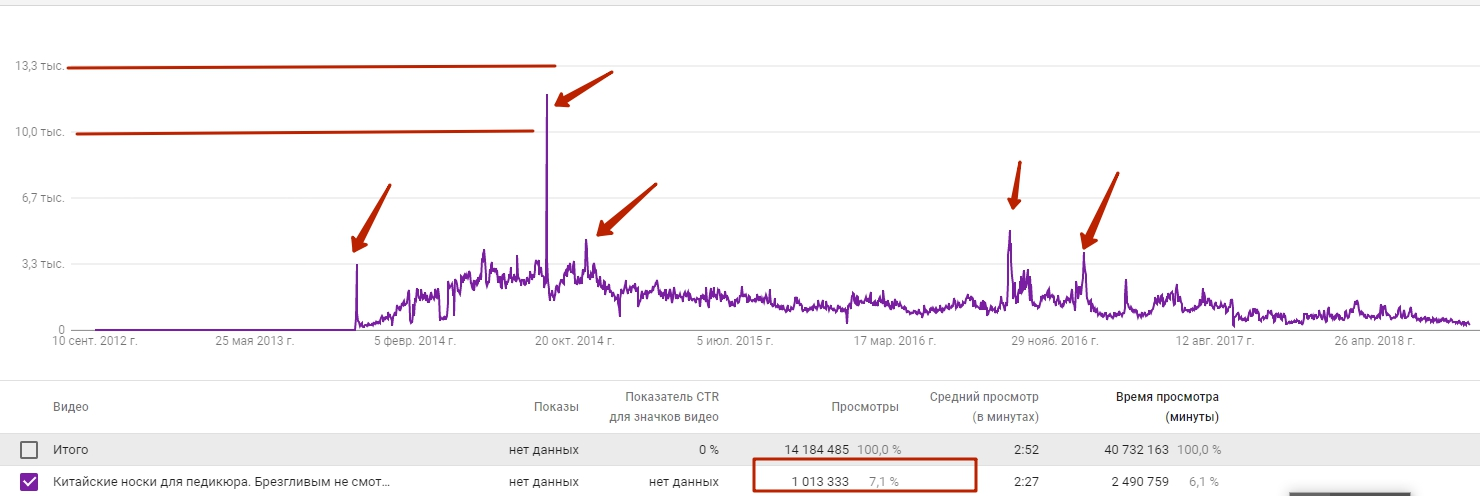 13,3 тыс.
10,0 тыс.
6,7 тыс.
3,3 тыс.
0
10 сент. 2012 г. 25 мая 2013 г. 5 февр. 2014 г. 20 окт. 2014 г. 5 июл. 2015 г. 17 мар. 2016 г. 29 нояб. 2016 г. 12 авг. 2017 г. 26 апр. 2018 г.
Видео Показы Показатель CTR для значков видео Просмотры Средний просмотр (в минутах) Время просмотра (минуты)
Итого нет данных 0 % 14 184 485 100,0 % 2:52 40 732 163 100,0 %
Китайские носки для педикюра. Брезгливым не смот... нет данных нет данных 1 013 333 7,1 % 2:27 2 490 759 6,1 %